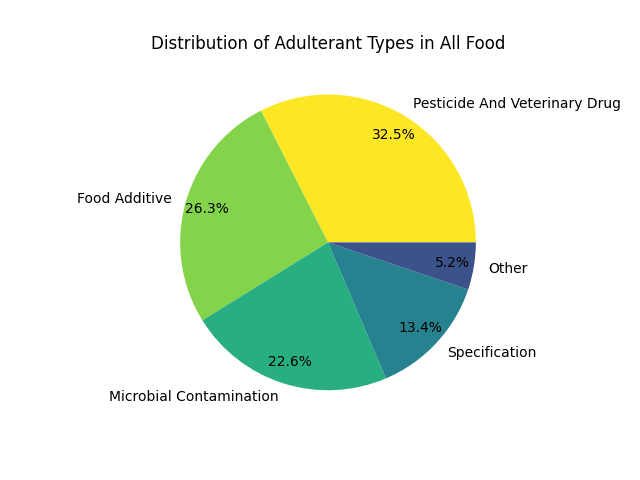 Distribution of Adulterant Types in All Food
Pesticide And Veterinary Drug
32.5%
Food Additive
26.3%
Microbial Contamination
22.6%
Specification
13.4%
Other
5.2%